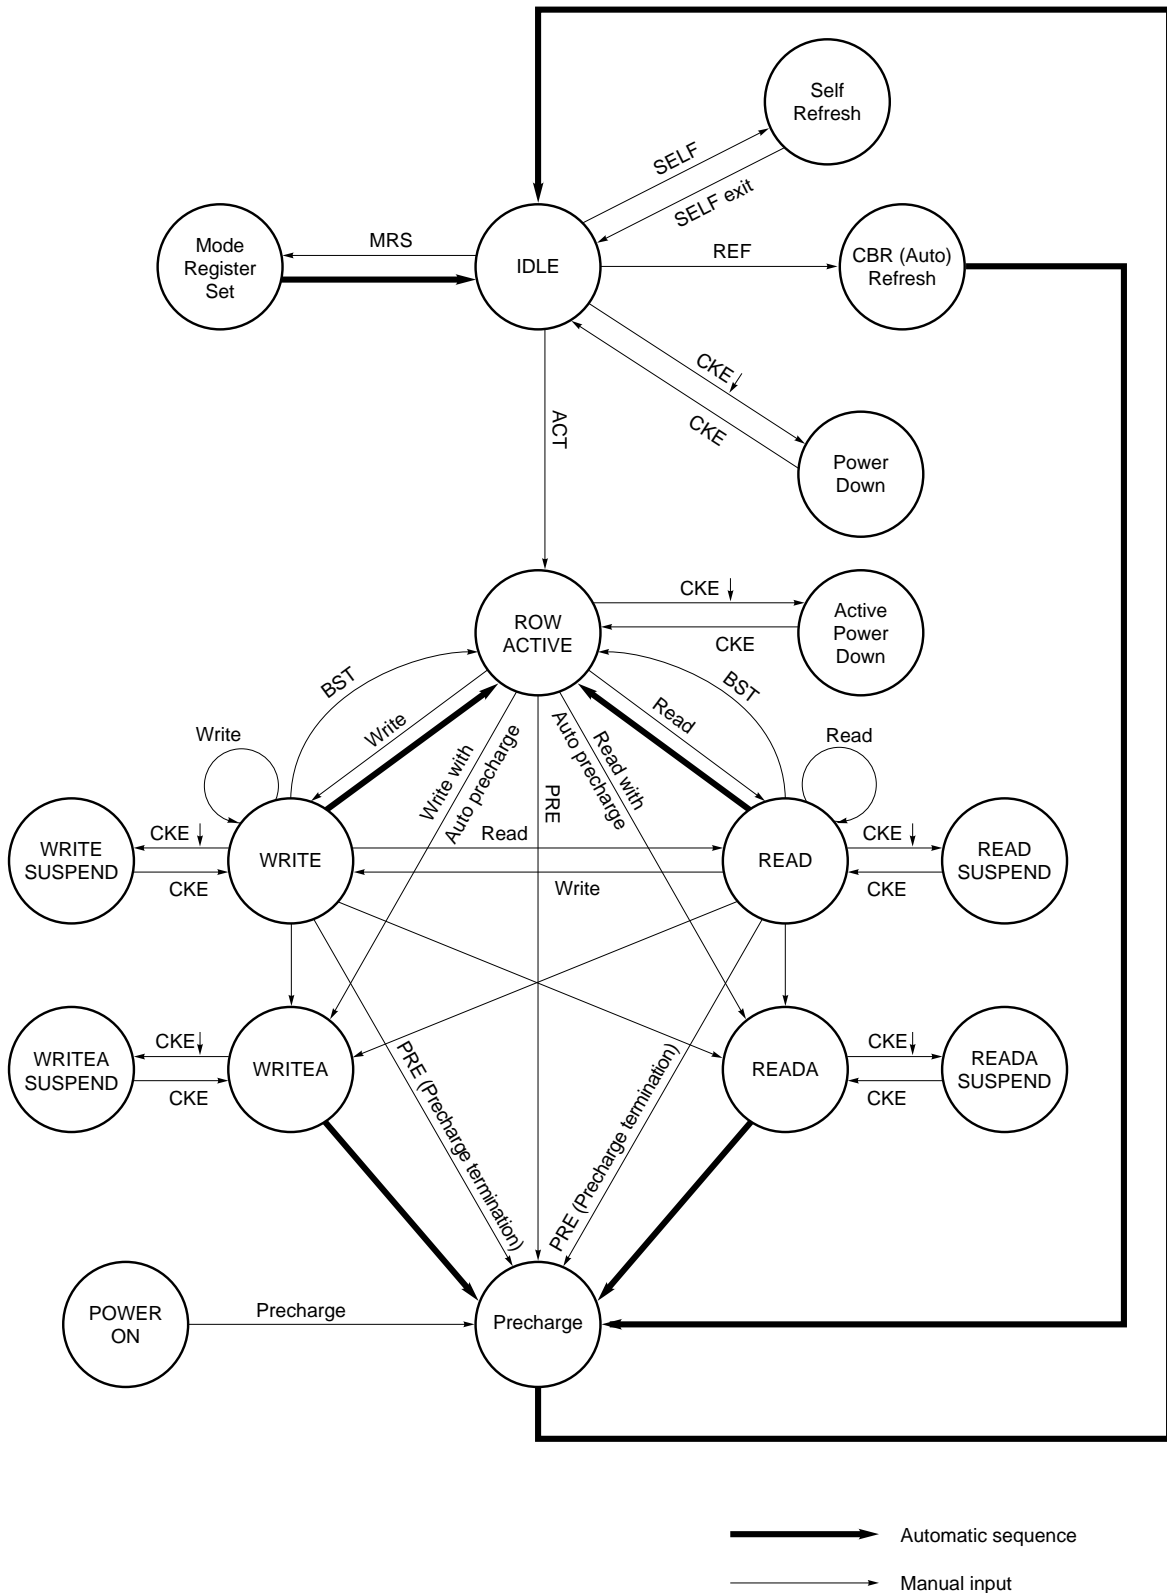 Self
Refresh
SELF
SELF exit
Mode
Register
Set
MRS
IDLE
REF
CBR (Auto)
Refresh
CKE
CKE
ACT
Power
Down
ROW
ACTIVE
CKE
CKE
Active
Power
Down
BST
BST
Write
Write
Write with
Auto precharge
PRE
Read with
Auto precharge
Read
Read
WRITE
SUSPEND
CKE
CKE
WRITE
Read
Write
READ
CKE
CKE
READ
SUSPEND
WRITEA
SUSPEND
CKE
CKE
WRITEA
PRE (Precharge termination)
PRE (Precharge termination)
READA
CKE
CKE
READA
SUSPEND
POWER
ON
Precharge
Precharge
Automatic sequence
Manual input